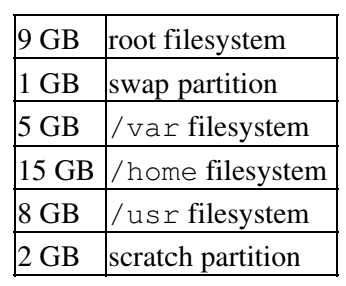 9 GB root filesystem
1 GB swap partition
5 GB /var filesystem
15 GB /home filesystem
8 GB /usr filesystem
2 GB scratch partition